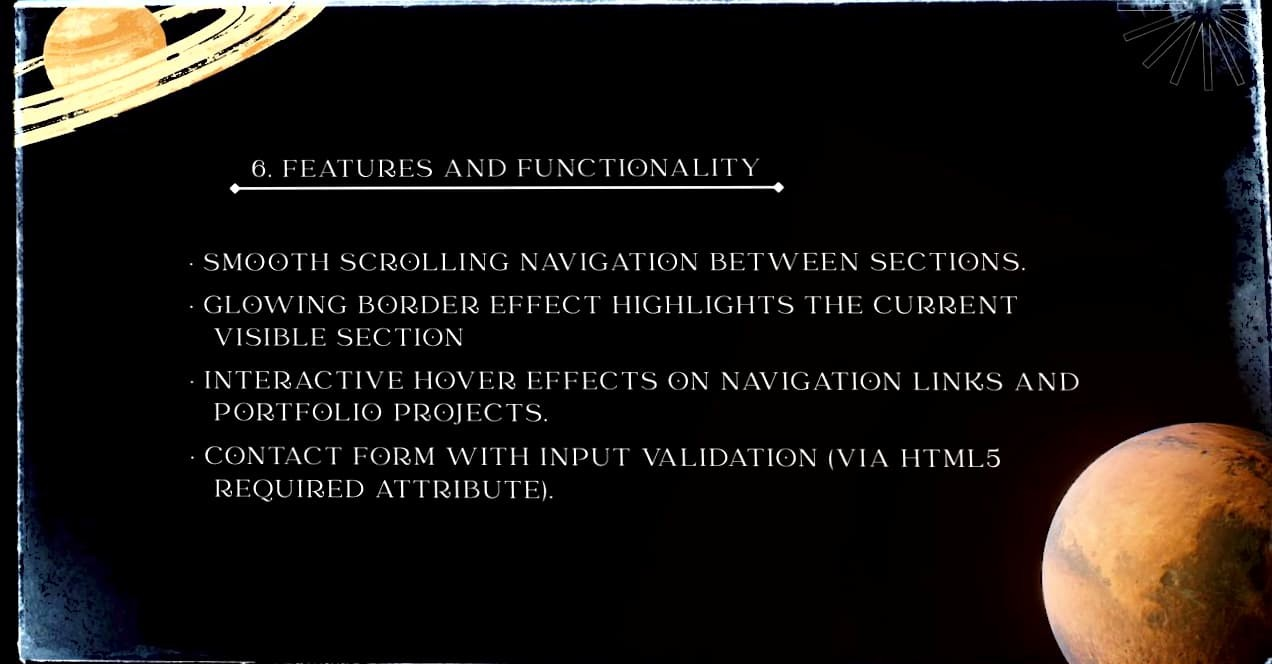 6. FEATURES AND FUNCTIONALITY
· SMOOTH SCROLLING NAVIGATION BETWEEN SECTIONS.
· GLOWING BORDER EFFECT HIGHLIGHTS THE CURRENT
VISIBLE SECTION
· INTERACTIVE HOVER EFFECTS ON NAVIGATION LINKS AND
PORTFOLIO PROJECTS.
· CONTACT FORM WITH INPUT VALIDATION (VIA HTML5
REQUIRED ATTRIBUTE).